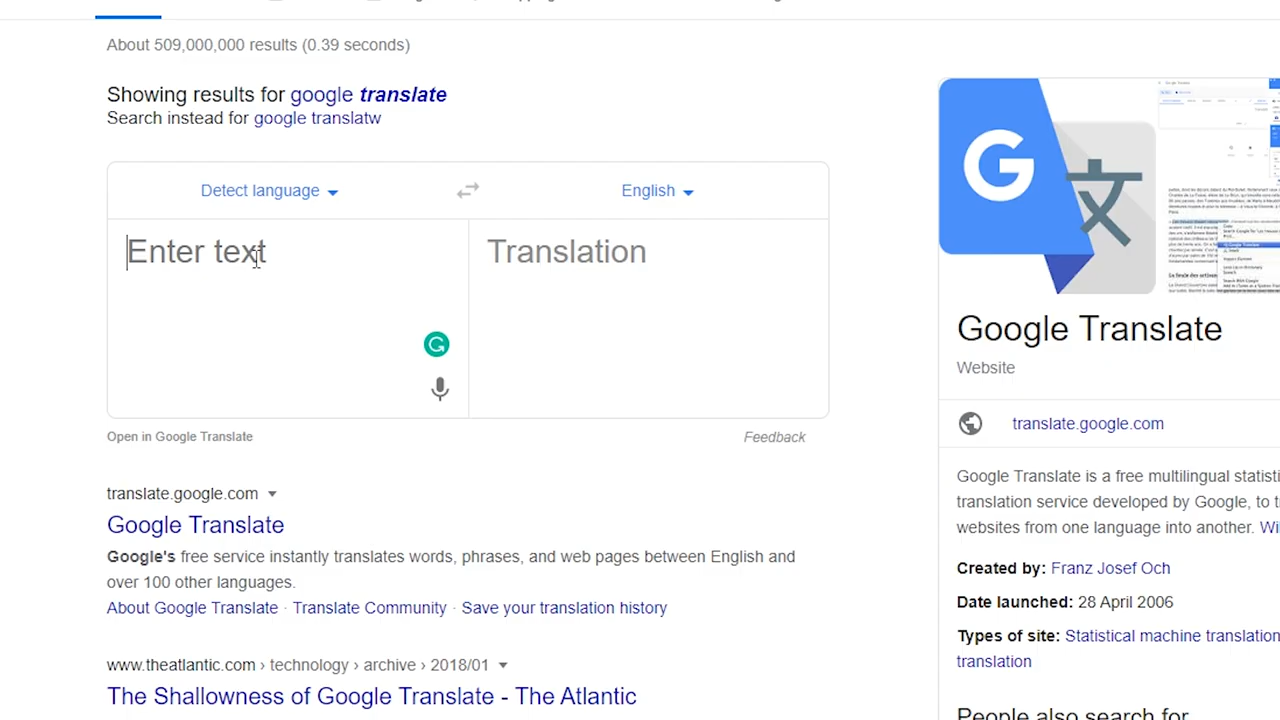 About 509,000,000 results (0.39 seconds)
Showing results for google translate
Search instead for google translatw
Detect language
English
Enter text
Translation
Open in Google Translate
Feedback
translate.google.com
Google Translate
Google's free service instantly translates words, phrases, and web pages between English and
over 100 other languages.
About Google Translate · Translate Community · Save your translation history
www.theatlantic.com › technology › archive › 2018/01
The Shallowness of Google Translate - The Atlantic
G
文
Google Translate
Website
translate.google.com
Google Translate is a free multilingual statisti
translation service developed by Google, to t
websites from one language into another. Wi
Created by: Franz Josef Och
Date launched: 28 April 2006
Types of site: Statistical machine translation
translation
People also search for